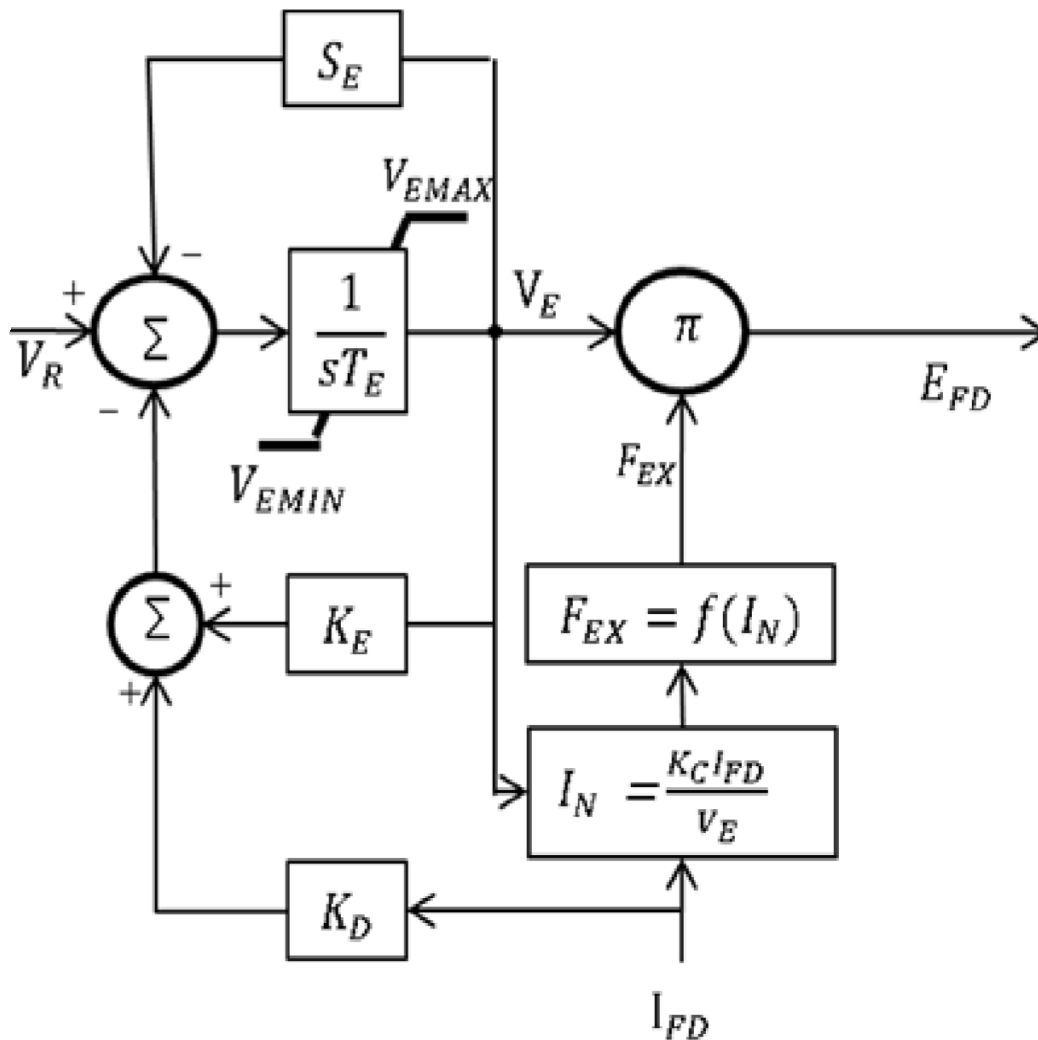 S_E
V_EMAX
−
+
Σ
1
sT_E
V_E
π
V_R
−
E_FD
V_EMIN
F_EX
Σ
+
K_E
F_EX = f(I_N)
+
I_N = K_C I_FD / V_E
K_D
I_FD